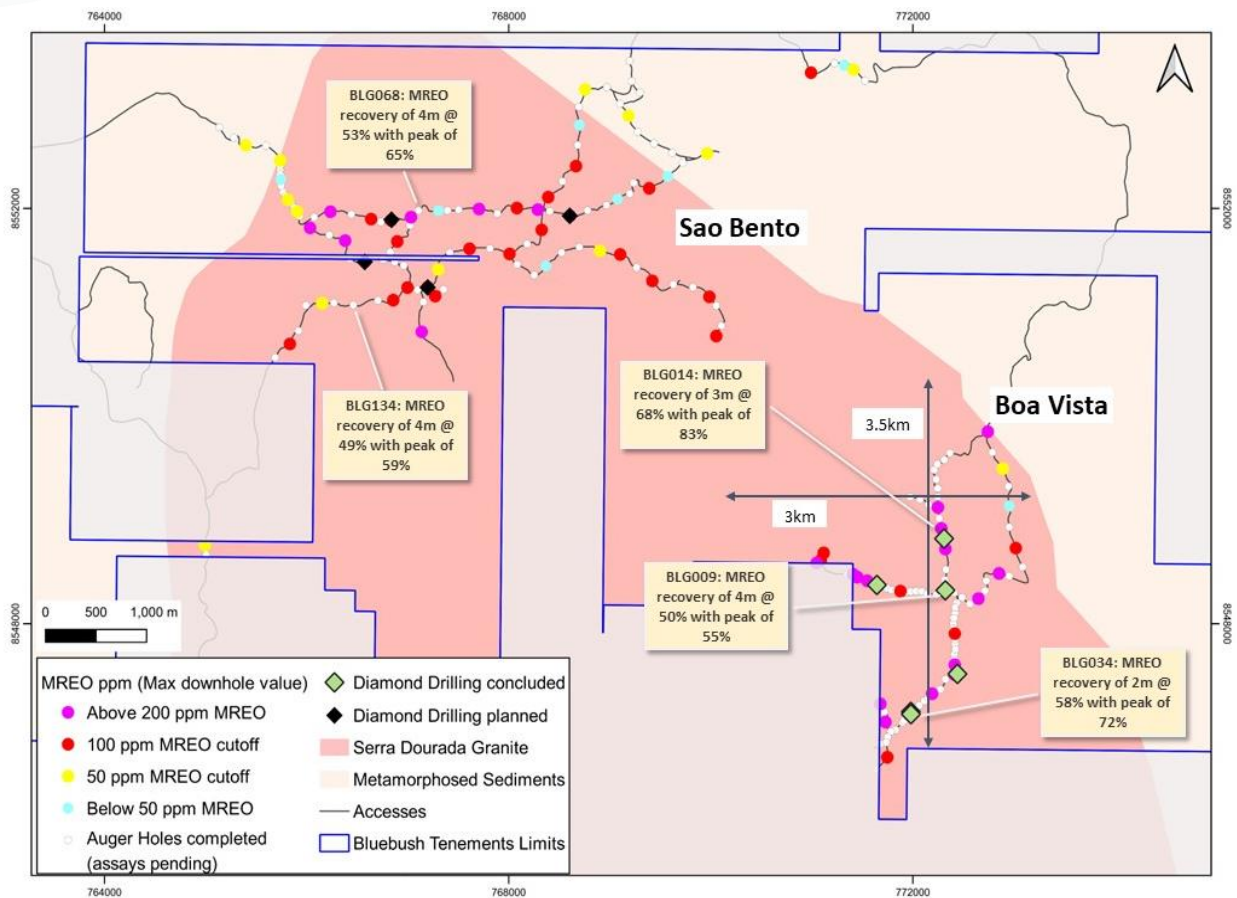 764000
768000
772000
BLG068: MREO
recovery of 4m @
53% with peak of
65%
8552000
8552000
Sao Bento
BLG014: MREO
recovery of 3m @
68% with peak of
83%
Boa Vista
3.5km
BLG134: MREO
recovery of 4m @
49% with peak of
59%
3km
BLG009: MREO
recovery of 4m @
50% with peak of
55%
0 500 1,000 m
8548000
8548000
BLG034: MREO
recovery of 2m @
58% with peak of
72%
MREO ppm (Max downhole value)
Above 200 ppm MREO
100 ppm MREO cutoff
50 ppm MREO cutoff
Below 50 ppm MREO
Auger Holes completed
(assays pending)
Diamond Drilling concluded
Diamond Drilling planned
Serra Dourada Granite
Metamorphosed Sediments
Accesses
Bluebush Tenements Limits
764000
768000
772000